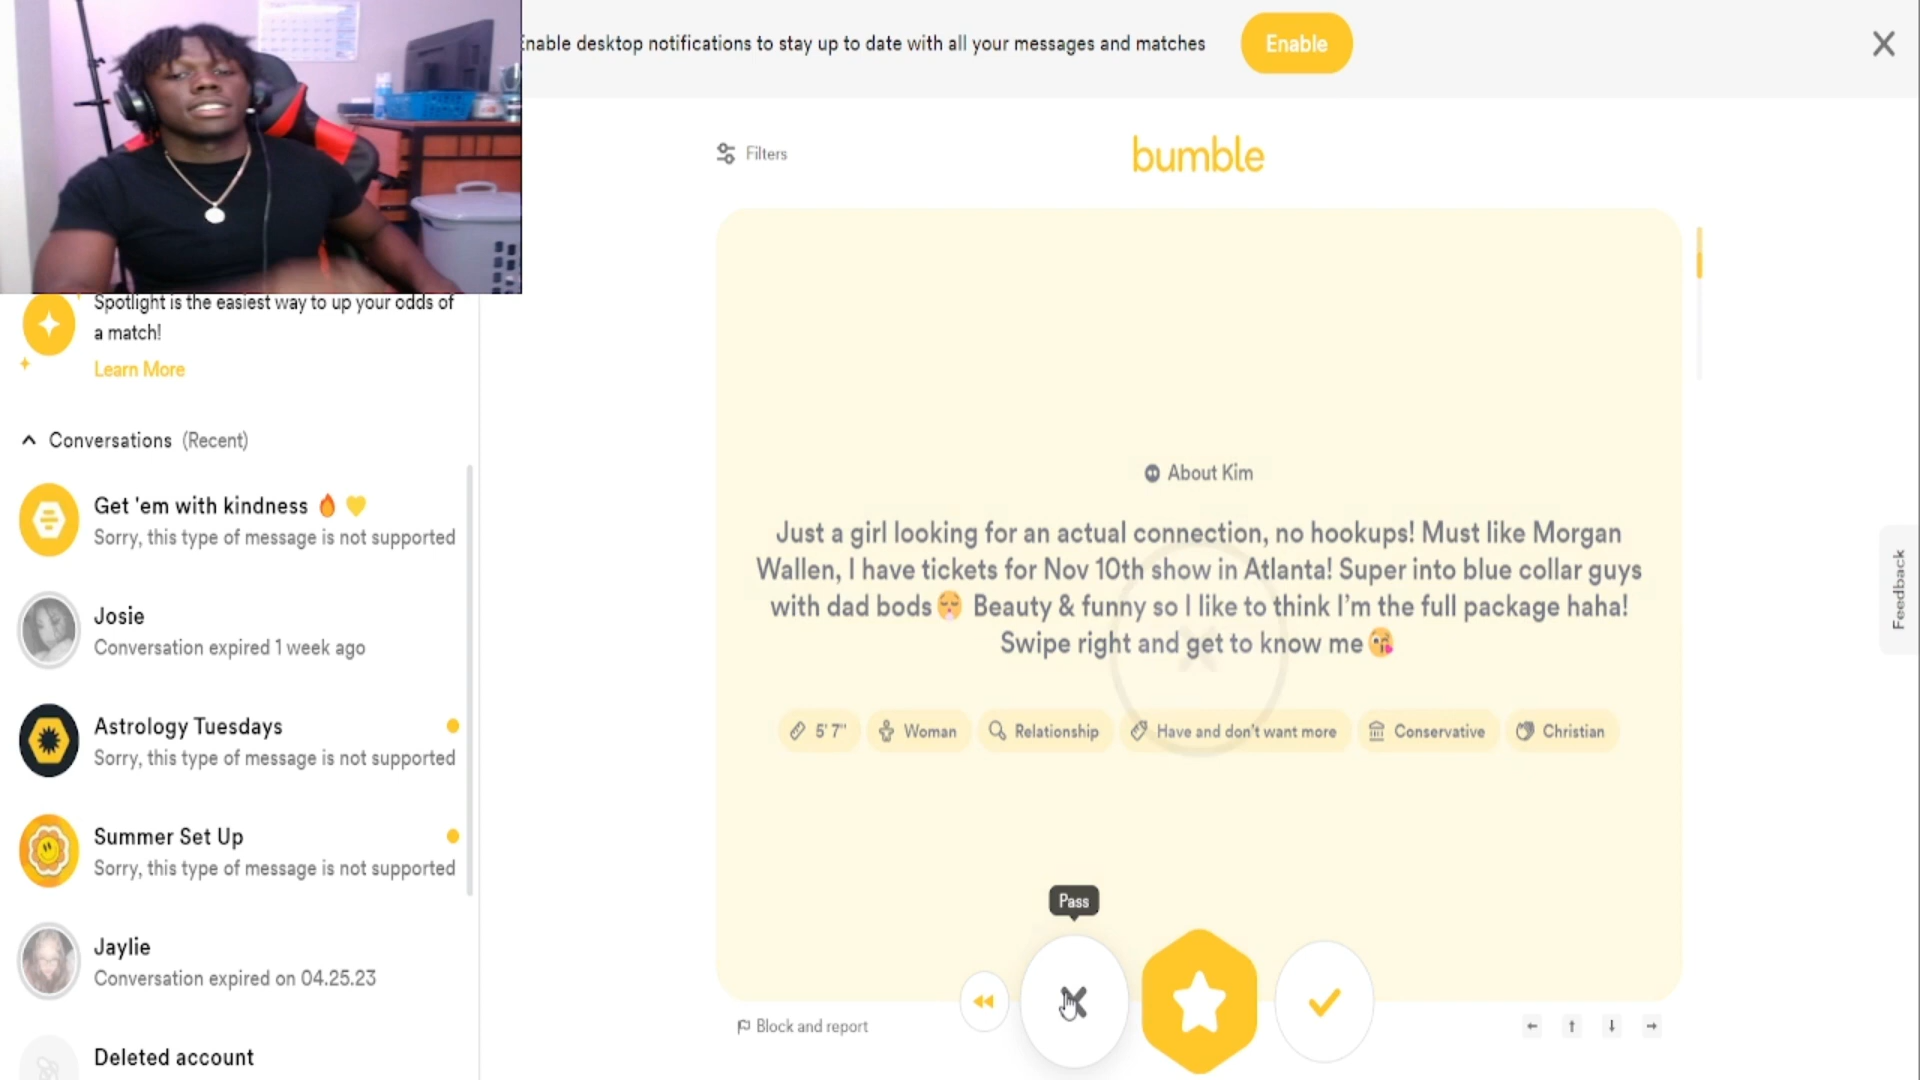 Enable desktop notifications to stay up to date with all your messages and matches
Enable
Filters
bumble
Spotlight is the easiest way to up your odds of
a match!
Learn More
Conversations (Recent)
Get 'em with kindness 🔥 💛
Sorry, this type of message is not supported
Josie
Conversation expired 1 week ago
Astrology Tuesdays
Sorry, this type of message is not supported
Summer Set Up
Sorry, this type of message is not supported
Jaylie
Conversation expired on 04.25.23
Deleted account
About Kim
Just a girl looking for an actual connection, no hookups! Must like Morgan
Wallen, I have tickets for Nov 10th show in Atlanta! Super into blue collar guys
with dad bods😮‍💨 Beauty & funny so I like to think I’m the full package haha!
Swipe right and get to know me😘
5' 7"
Woman
Relationship
Have and don't want more
Conservative
Christian
Pass
Block and report
Feedback